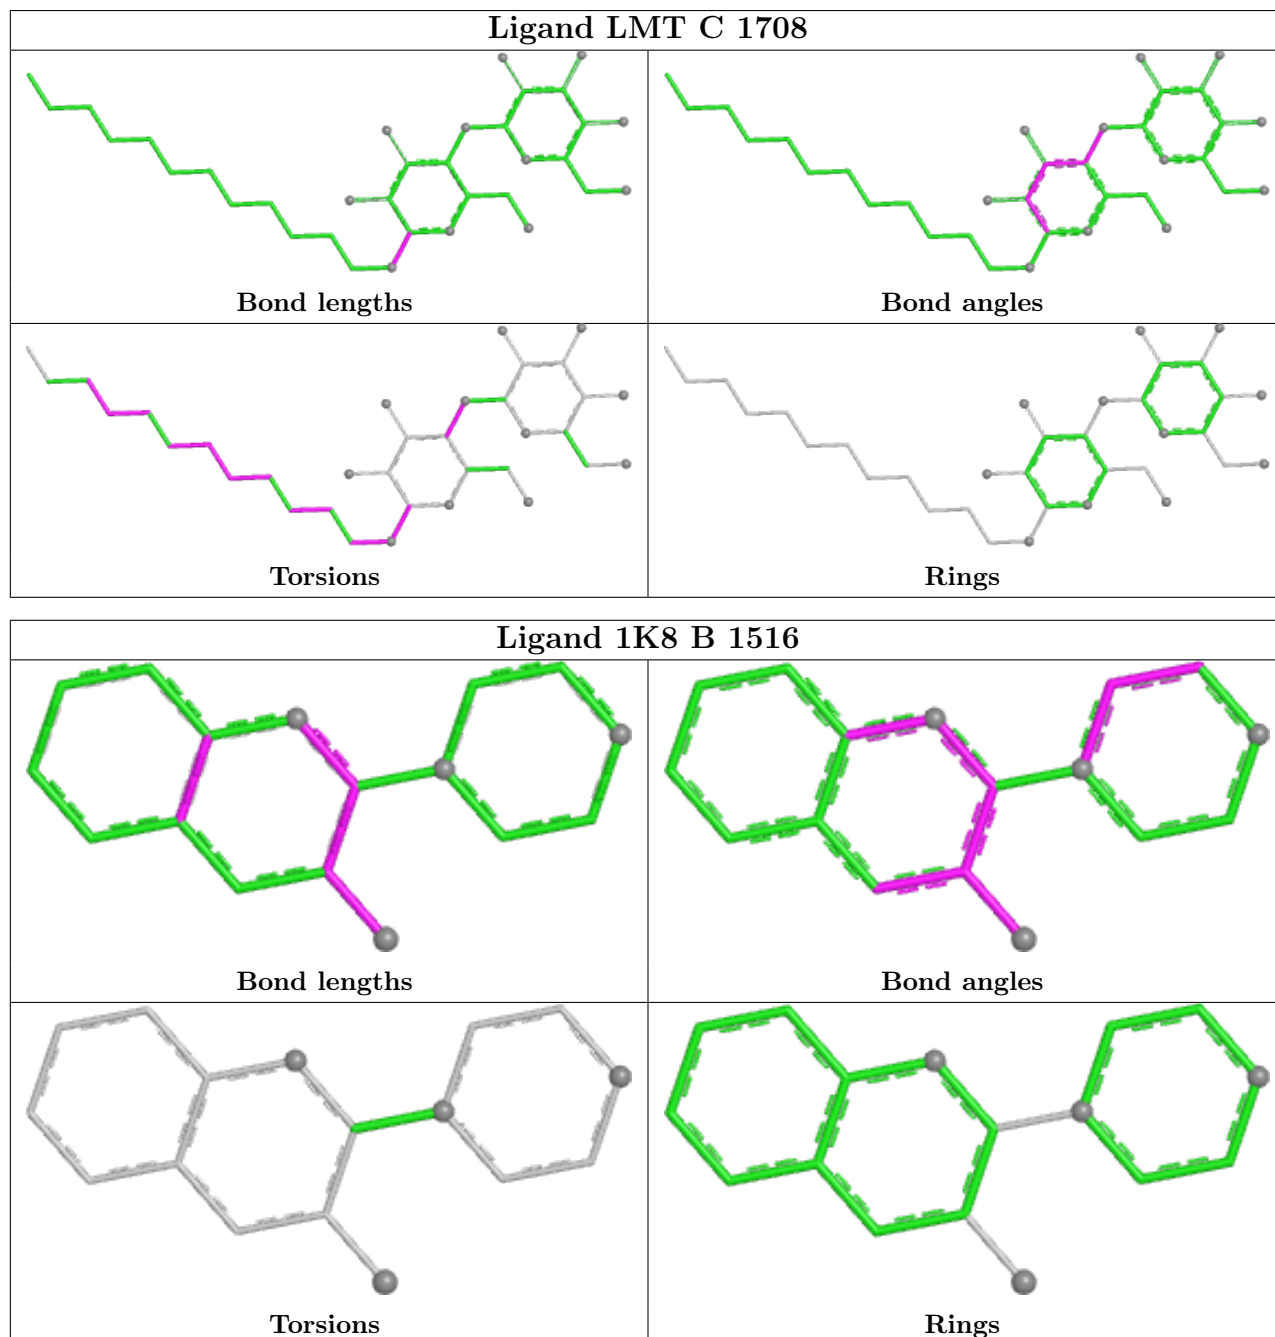 Ligand LMT C 1708
Bond lengths
Bond angles
Torsions
Rings
Ligand 1K8 B 1516
Bond lengths
Bond angles
Torsions
Rings